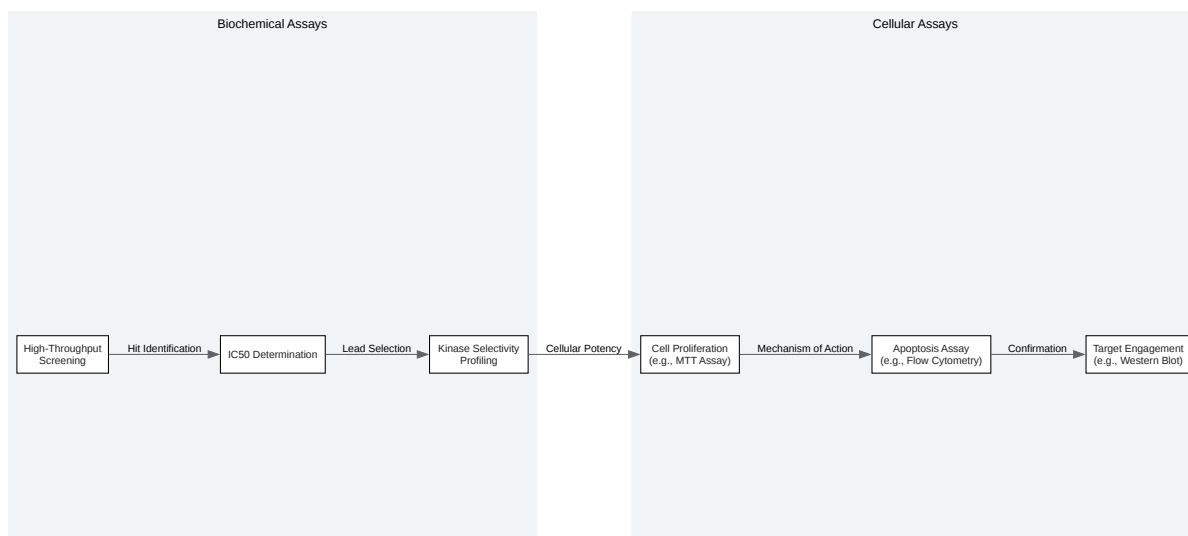 Biochemical Assays
Cellular Assays
High-Throughput
Screening
Hit Identification
IC50 Determination
Lead Selection
Kinase Selectivity
Profiling
Cellular Potency
Cell Proliferation
(e.g., MTT Assay)
Mechanism of Action
Apoptosis Assay
(e.g., Flow Cytometry)
Confirmation
Target Engagement
(e.g., Western Blot)